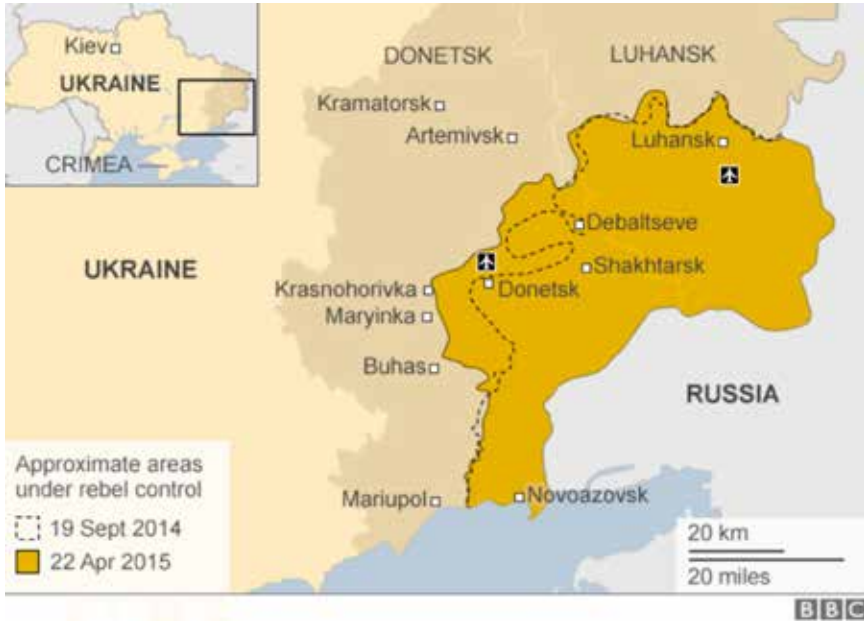 Kiev
UKRAINE
CRIMEA
DONETSK
LUHANSK
Kramatorsk
Artemivsk
Luhansk
Debaltseve
UKRAINE
Shakhtarsk
Krasnohorivka
Donetsk
Maryinka
Buhas
RUSSIA
Mariupol
Novoazovsk
Approximate areas
under rebel control
19 Sept 2014
22 Apr 2015
20 km
20 miles
BBC